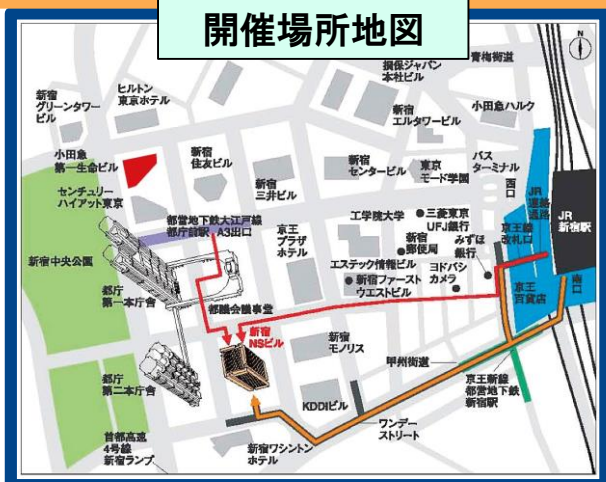 開催場所地図
青梅街道
損保ジャパン
本社ビル
ヒルトン
東京ホテル
新宿
グリーンタワー
ビル
新宿
エルタワービル
小田急ハルク
小田急
第一生命ビル
新宿
住友ビル
新宿
センタービル
東京
モード学園
バス
ターミナル
新宿
三井ビル
センチュリー
ハイアット東京
西口
JR
連絡
通路
JR
新宿駅
都営地下鉄大江戸線
都庁前駅 A3出口
京王
プラザ
ホテル
工学院大学
三菱東京
UFJ銀行
京王線
改札口
新宿
郵便局
みずほ
銀行
新宿中央公園
エステック情報ビル
ヨドバシ
カメラ
新宿ファースト
ウエストビル
京王
百貨店
南口
都庁
第一本庁舎
都議会議事堂
新宿
NSビル
新宿
モノリス
甲州街道
京王新線
都営地下鉄
新宿駅
都庁
第二本庁舎
KDDIビル
ワンデー
ストリート
首都高速
4号線
新宿ランプ
新宿ワシントン
ホテル
N